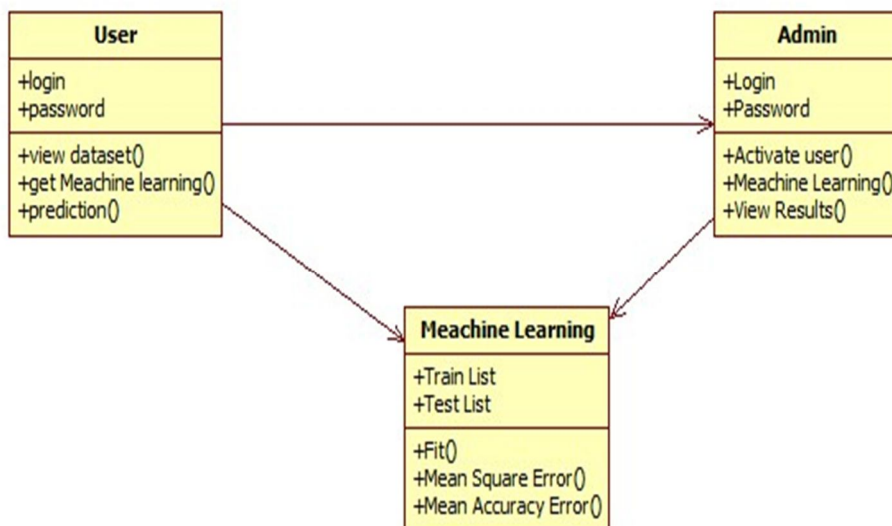 User
+login
+password
+view dataset()
+get Meachine learning()
+prediction()
Admin
+Login
+Password
+Activate user()
+Meachine Learning()
+View Results()
Meachine Learning
+Train List
+Test List
+Fit()
+Mean Square Error()
+Mean Accuracy Error()